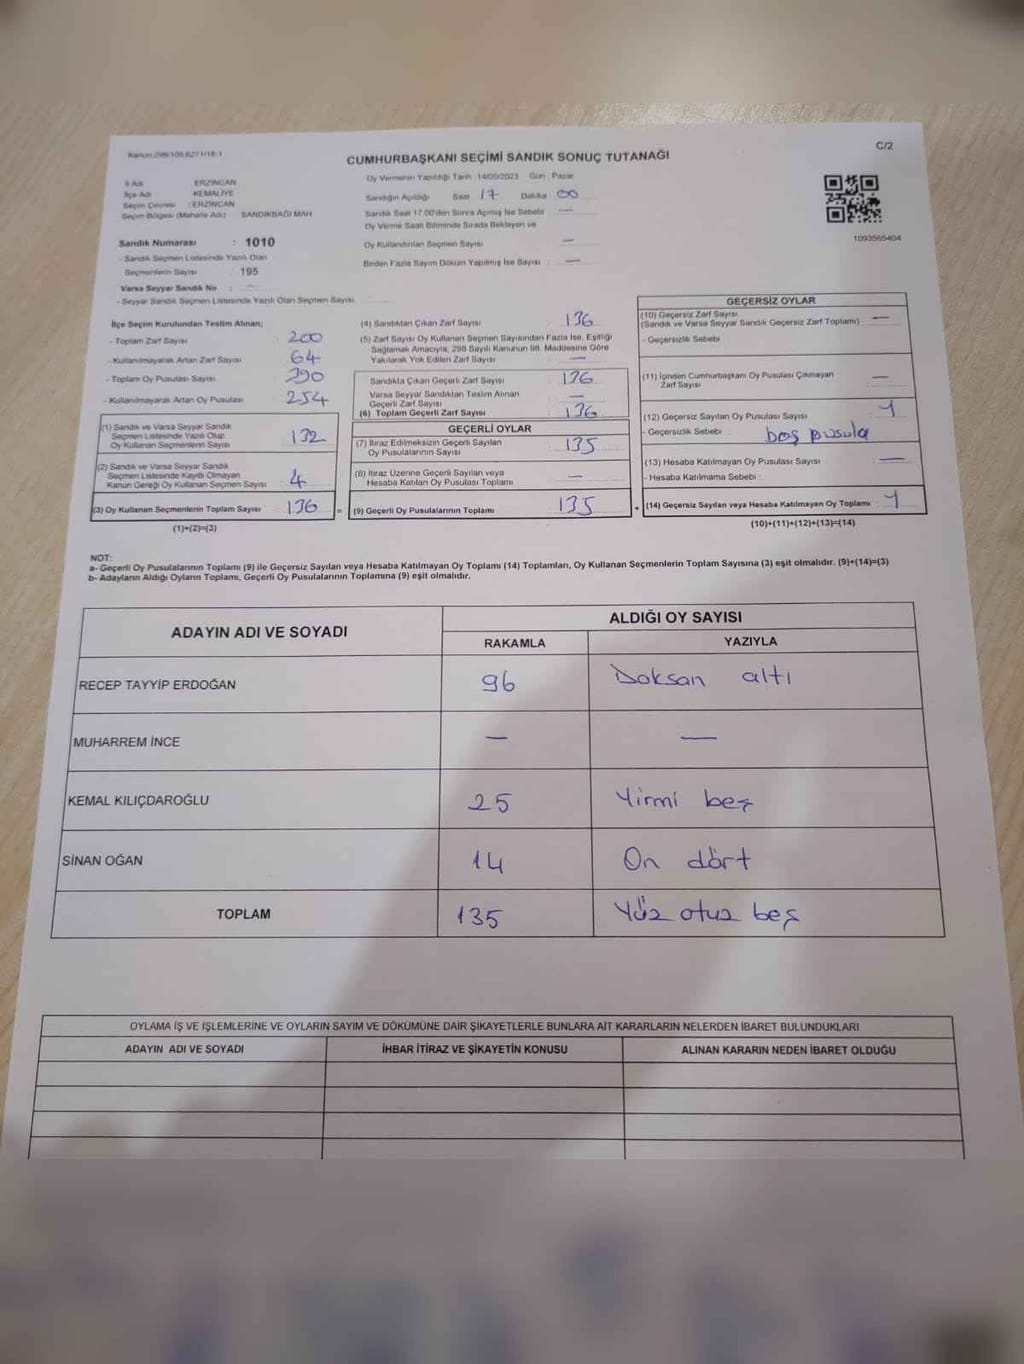 Kanun:298/105 627 1/18-1
C/2
CUMHURBAŞKANI SEÇİMİ SANDIK SONUÇ TUTANAĞI
İl Adı ERZİNCAN
İlçe Adı KEMALİYE
Seçim Çevresi : ERZİNCAN
Seçim Bölgesi (Mahalle Adı) SANDIKBAĞI MAH
Oy Vermenin Yapıldığı Tarih 14/05/2023 Gün : Pazar
Sandığın Açıldığı Saat 17 Dakika 00
Sandık Saat 17.00'den Sonra Açılmış İse Sebebi —
Oy Verme Saati Bitiminde Sırada Bekleyen ve
Oy Kullandırılan Seçmen Sayısı —
Birden Fazla Sayım Döküm Yapılmış İse Sayısı —
1093565404
Sandık Numarası : 1010
- Sandık Seçmen Listesinde Yazılı Olan
Seçmenlerin Sayısı : 195
Varsa Seyyar Sandık No : —
- Seyyar Sandık Seçmen Listesinde Yazılı Olan Seçmen Sayısı
İlçe Seçim Kurulundan Teslim Alınan;
- Toplam Zarf Sayısı 200
- Kullanılmayarak Artan Zarf Sayısı 64
- Toplam Oy Pusulası Sayısı 390
- Kullanılmayarak Artan Oy Pusulası 254
(1) Sandık ve Varsa Seyyar Sandık
Seçmen Listesinde Yazılı Olup
Oy Kullanan Seçmenlerin Sayısı 132
(2) Sandık ve Varsa Seyyar Sandık
Seçmen Listesinde Kayıtlı Olmayan
Kanun Gereği Oy Kullanan Seçmen Sayısı 4
(3) Oy Kullanan Seçmenlerin Toplam Sayısı 136
(1)+(2)=(3)
(4) Sandıktan Çıkan Zarf Sayısı 136
(5) Zarf Sayısı Oy Kullanan Seçmen Sayısından Fazla İse, Eşitliği
Sağlamak Amacıyla, 298 Sayılı Kanunun 98. Maddesine Göre
Yakılarak Yok Edilen Zarf Sayısı —
Sandıkta Çıkan Geçerli Zarf Sayısı 136
Varsa Seyyar Sandıktan Teslim Alınan
Geçerli Zarf Sayısı —
(6) Toplam Geçerli Zarf Sayısı 136
GEÇERLİ OYLAR
(7) İtiraz Edilmeksizin Geçerli Sayılan
Oy Pusulalarının Sayısı 135
(8) İtiraz Üzerine Geçerli Sayılan veya
Hesaba Katılan Oy Pusulası Toplamı —
= (9) Geçerli Oy Pusulalarının Toplamı 135
GEÇERSİZ OYLAR
(10) Geçersiz Zarf Sayısı —
(Sandık ve Varsa Seyyar Sandık Geçersiz Zarf Toplamı)
- Geçersizlik Sebebi
(11) İçinden Cumhurbaşkanı Oy Pusulası Çıkmayan
Zarf Sayısı —
(12) Geçersiz Sayılan Oy Pusulası Sayısı 1
- Geçersizlik Sebebi : boş pusula
(13) Hesaba Katılmayan Oy Pusulası Sayısı —
- Hesaba Katılmama Sebebi :
+ (14) Geçersiz Sayılan veya Hesaba Katılmayan Oy Toplamı 1
(10)+(11)+(12)+(13)=(14)
NOT:
a- Geçerli Oy Pusulalarının Toplamı (9) ile Geçersiz Sayılan veya Hesaba Katılmayan Oy Toplamı (14) Toplamları, Oy Kullanan Seçmenlerin Toplam Sayısına (3) eşit olmalıdır. (9)+(14)=(3)
b- Adayların Aldığı Oyların Toplamı, Geçerli Oy Pusulalarının Toplamına (9) eşit olmalıdır.
ADAYIN ADI VE SOYADI
ALDIĞI OY SAYISI
RAKAMLA YAZIYLA
RECEP TAYYİP ERDOĞAN 96 Doksan altı
MUHARREM İNCE — —
KEMAL KILIÇDAROĞLU 25 Yirmi beş
SİNAN OĞAN 14 On dört
TOPLAM 135 Yüz otuz beş
OYLAMA İŞ VE İŞLEMLERİNE VE OYLARIN SAYIM VE DÖKÜMÜNE DAİR ŞİKAYETLERLE BUNLARA AİT KARARLARIN NELERDEN İBARET BULUNDUKLARI
ADAYIN ADI VE SOYADI İHBAR İTİRAZ VE ŞİKAYETİN KONUSU ALINAN KARARIN NEDEN İBARET OLDUĞU